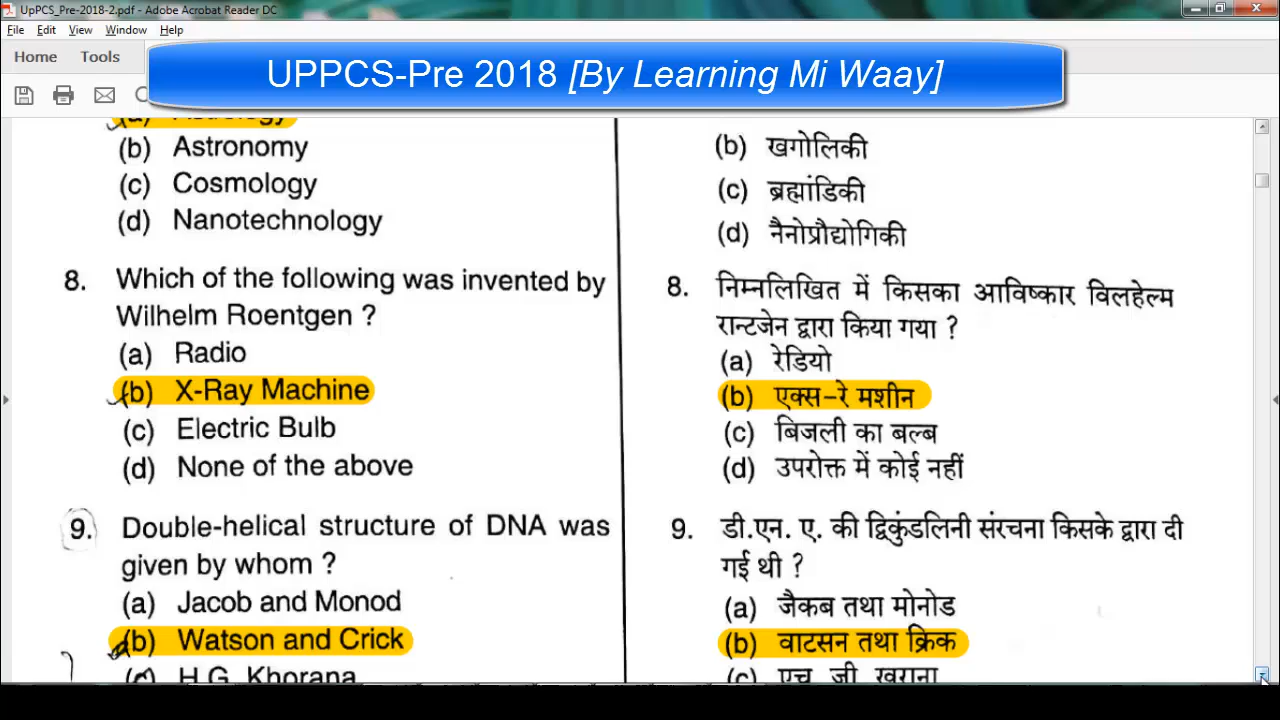 UpPCS_Pre-2018-2.pdf - Adobe Acrobat Reader DC
File Edit View Window Help
Home Tools
UPPCS-Pre 2018 [By Learning Mi Waay]
(a) Astrology
(b) Astronomy
(c) Cosmology
(d) Nanotechnology
8. Which of the following was invented by
Wilhelm Roentgen ?
(a) Radio
(b) X-Ray Machine
(c) Electric Bulb
(d) None of the above
9. Double-helical structure of DNA was
given by whom ?
(a) Jacob and Monod
(b) Watson and Crick
(c) H.G. Khorana
(b) खगोलिकी
(c) ब्रह्मांडिकी
(d) नैनोप्रौद्योगिकी
8. निम्नलिखित में किसका आविष्कार विलहेल्म
रान्टजेन द्वारा किया गया ?
(a) रेडियो
(b) एक्स-रे मशीन
(c) बिजली का बल्ब
(d) उपरोक्त में कोई नहीं
9. डी.एन. ए. की द्विकुंडलिनी संरचना किसके द्वारा दी
गई थी ?
(a) जैकब तथा मोनोड
(b) वाटसन तथा क्रिक
(c) एच. जी. खुराना